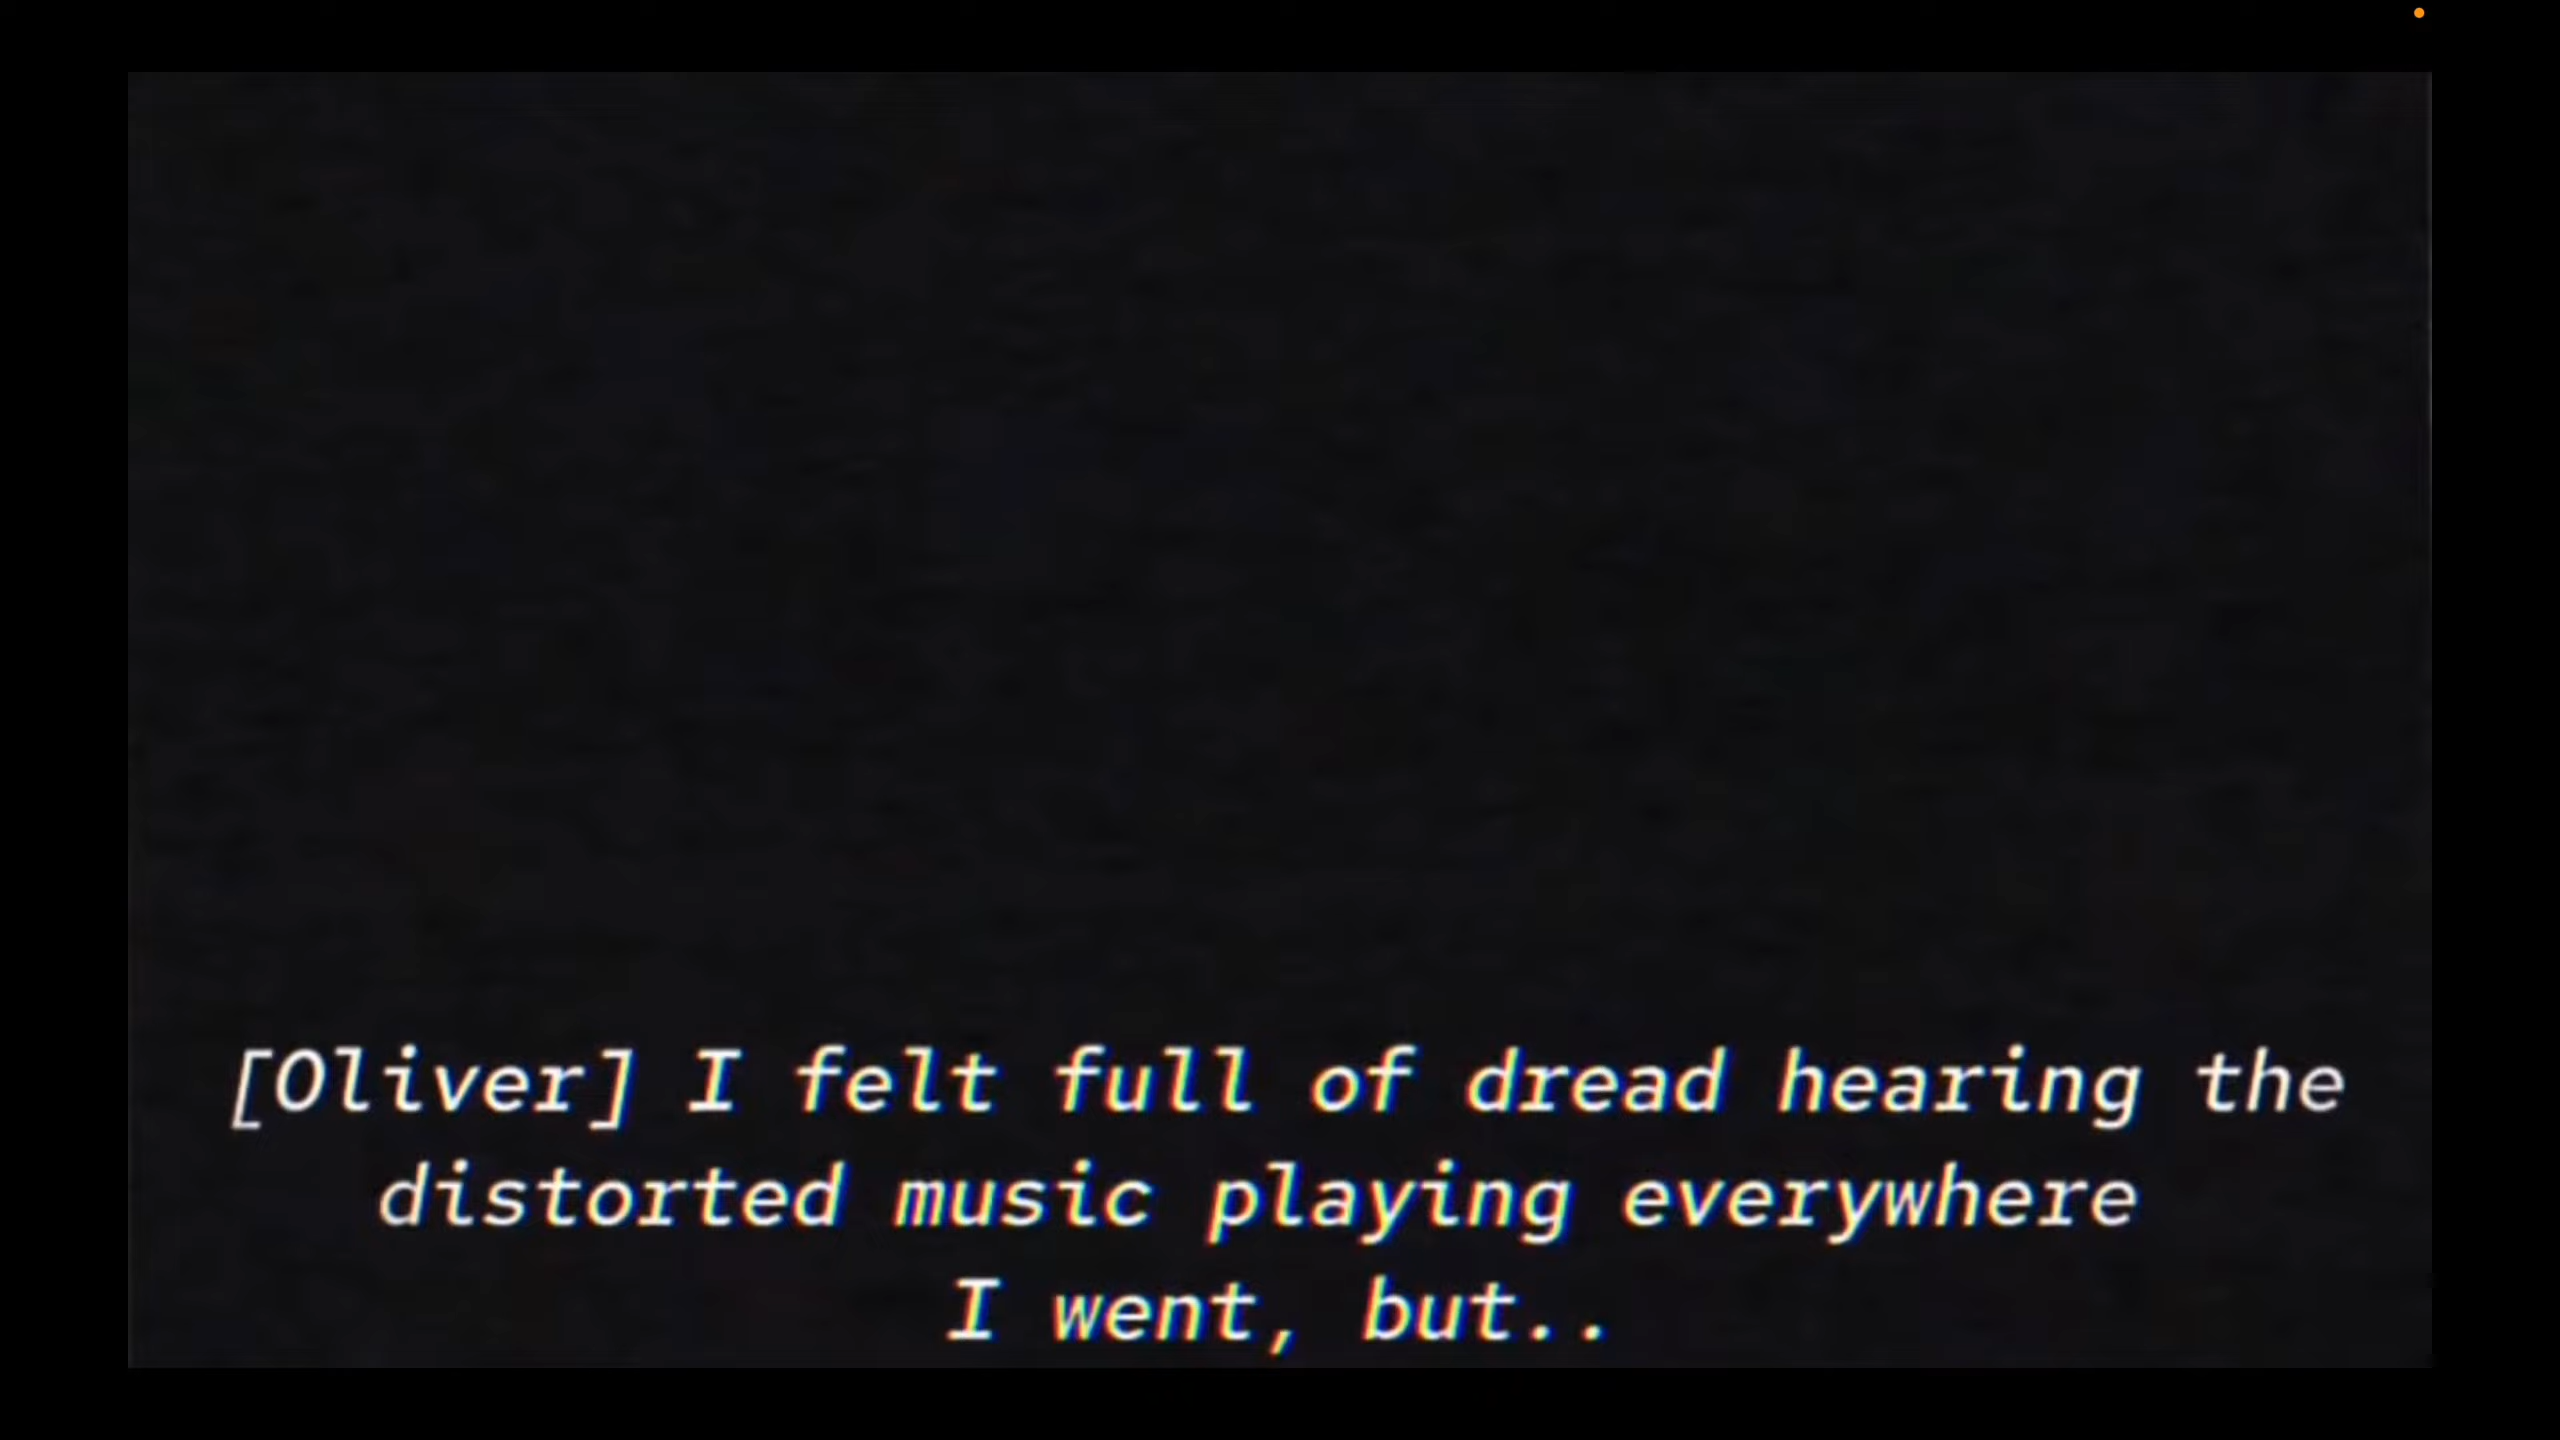 [Oliver] I felt full of dread hearing the
distorted music playing everywhere
I went, but..